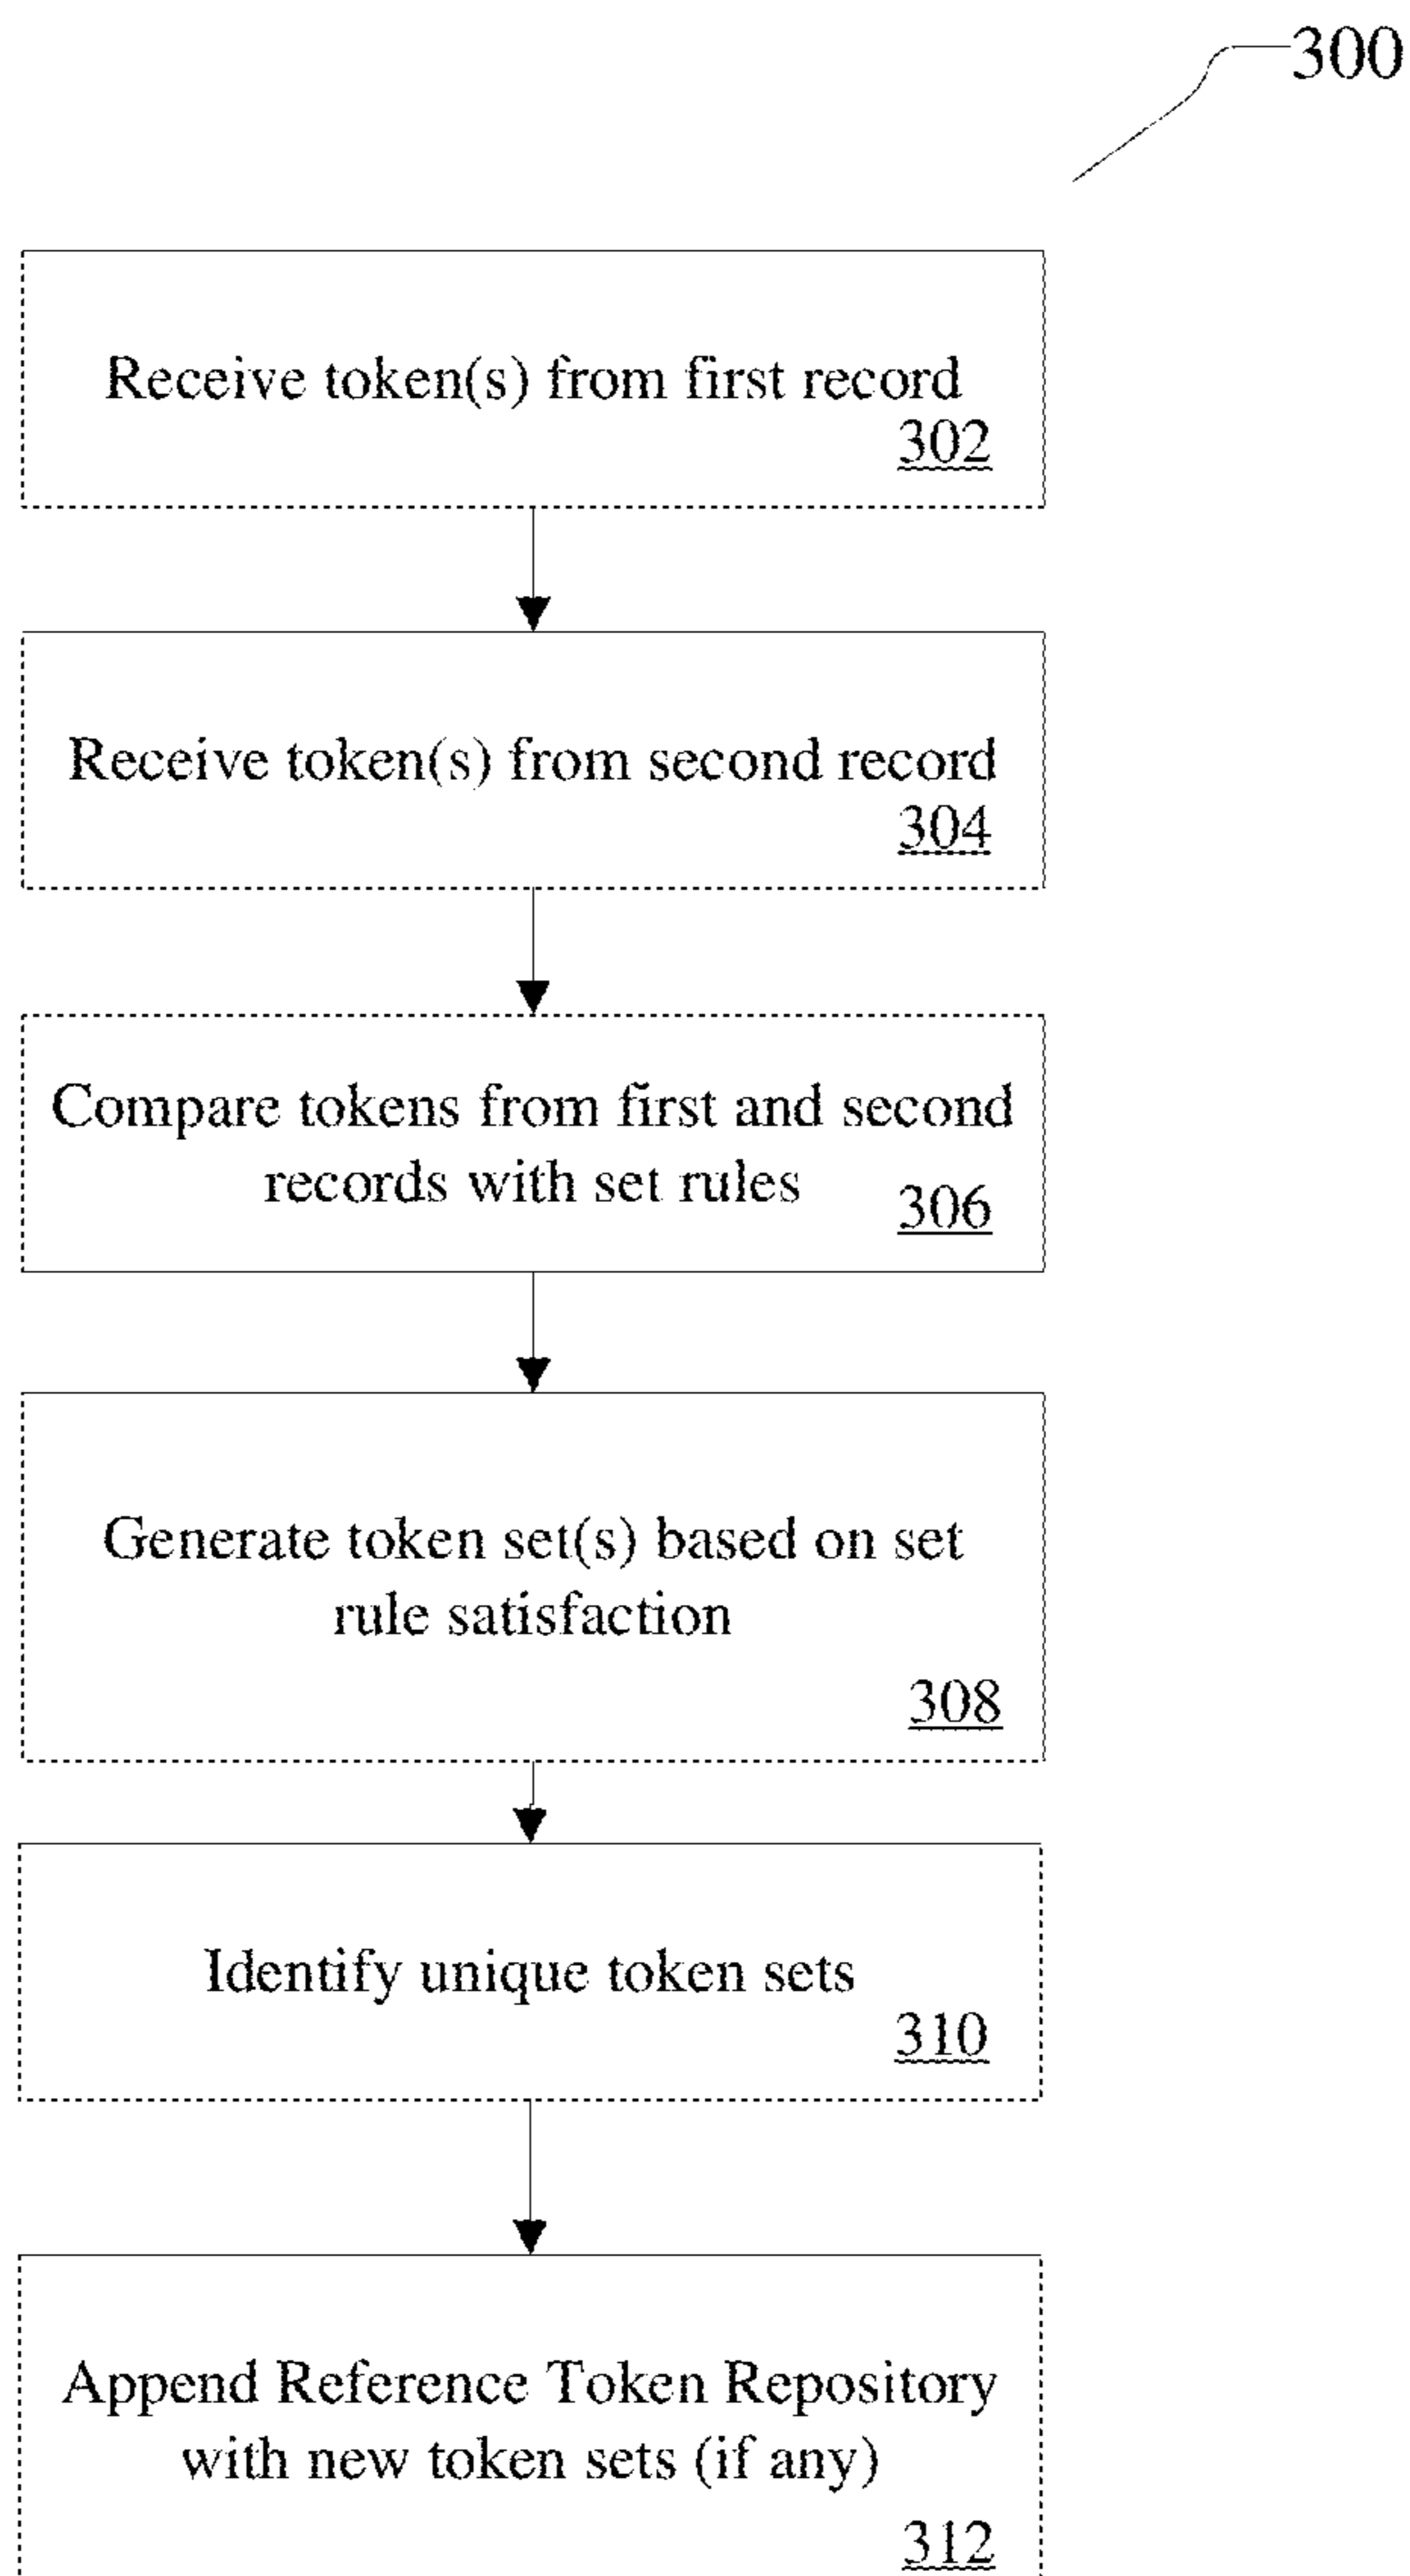 300
Receive token(s) from first record
302
Receive token(s) from second record
304
Compare tokens from first and second
records with set rules
306
Generate token set(s) based on set
rule satisfaction
308
Identify unique token sets
310
Append Reference Token Repository
with new token sets (if any)
312